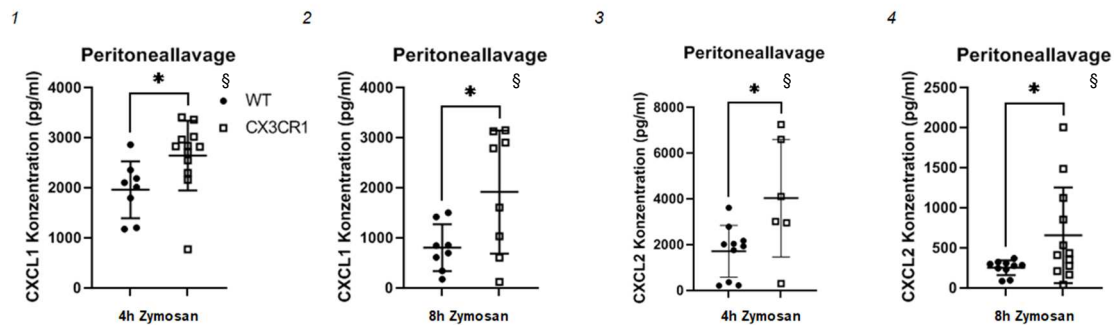 1
Peritoneallavage
CXCL1 Konzentration (pg/ml)
4000
3000
2000
1000
0
*
§
WT
CX3CR1
4h Zymosan
2
Peritoneallavage
CXCL1 Konzentration (pg/ml)
4000
3000
2000
1000
0
*
§
8h Zymosan
3
Peritoneallavage
CXCL2 Konzentration (pg/ml)
8000
6000
4000
2000
0
*
§
4h Zymosan
4
Peritoneallavage
CXCL2 Konzentration (pg/ml)
2500
2000
1500
1000
500
0
*
§
8h Zymosan